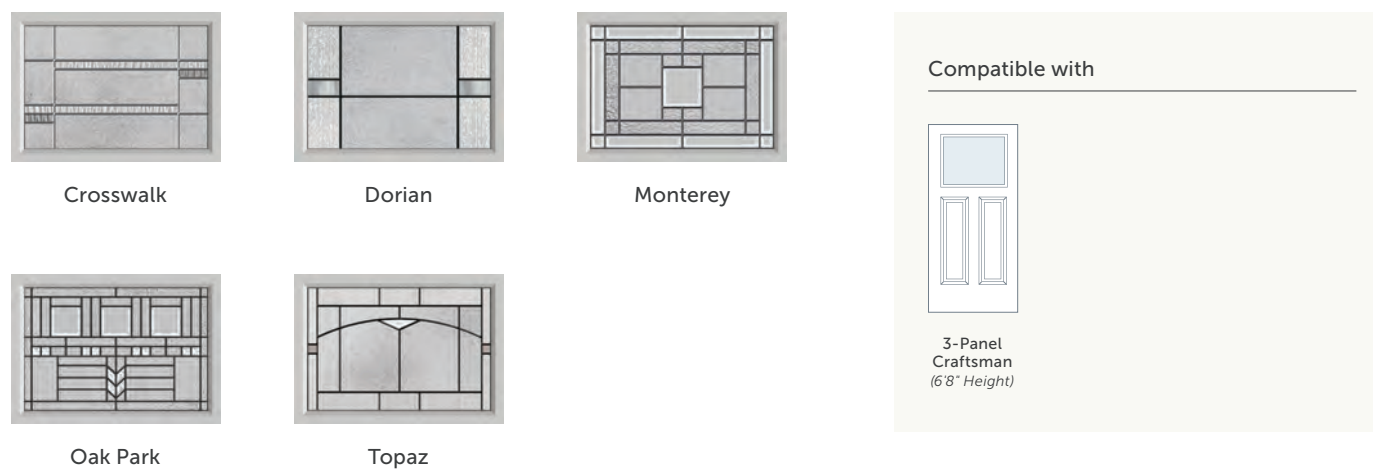 Crosswalk
Dorian
Monterey
Oak Park
Topaz
Compatible with
3-Panel
Craftsman
(6'8" Height)